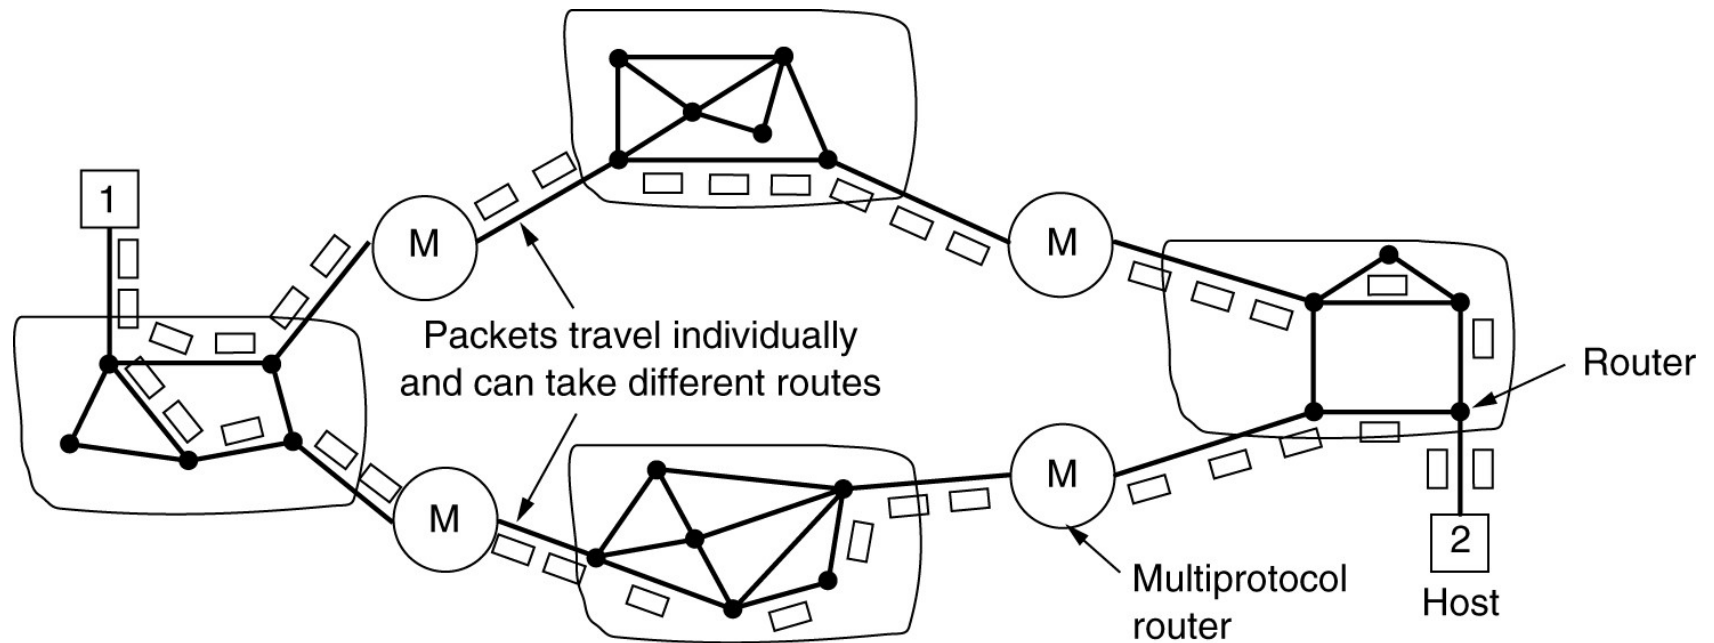 1
M
M
Packets travel individually
and can take different routes
Router
M
M
2
Multiprotocol
router
Host